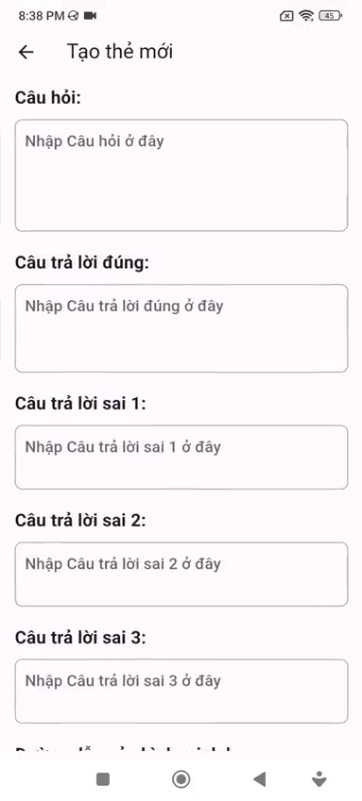 8:38 PM
45
Tạo thẻ mới
Câu hỏi:
Nhập Câu hỏi ở đây
Câu trả lời đúng:
Nhập Câu trả lời đúng ở đây
Câu trả lời sai 1:
Nhập Câu trả lời sai 1 ở đây
Câu trả lời sai 2:
Nhập Câu trả lời sai 2 ở đây
Câu trả lời sai 3:
Nhập Câu trả lời sai 3 ở đây